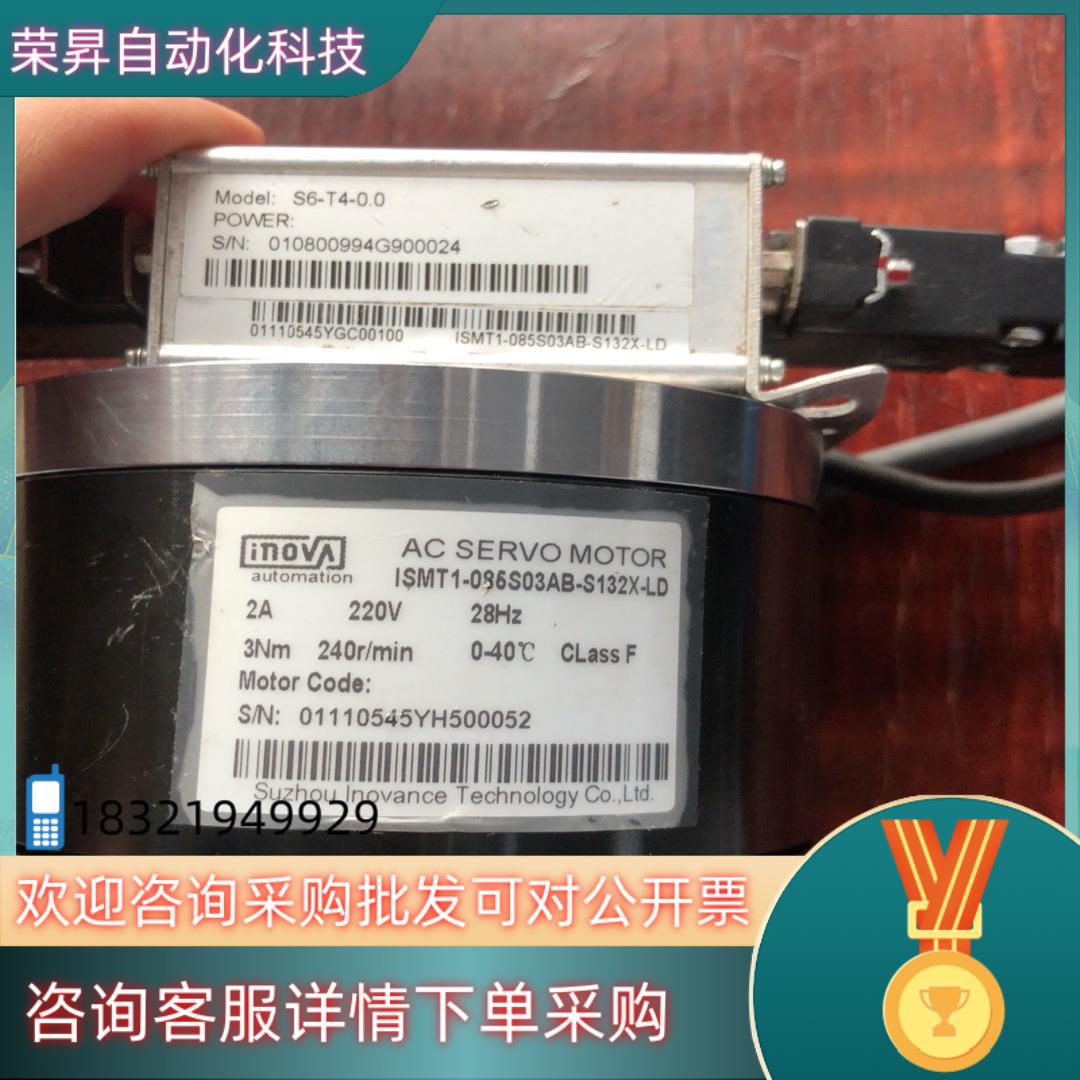 荣昇自动化科技
Model: S6-T4-0.0
POWER:
S/N: 010800994G900024
01110545YGC00100 ISMT1-085S03AB-S132X-LD
inovA
automation
AC SERVO MOTOR
ISMT1-085S03AB-S132X-LD
2A 220V 28Hz
3Nm 240r/min 0-40℃ CLass F
Motor Code:
S/N: 01110545YH500052
Suzhou Inovance Technology Co.,Ltd.
18321949929
欢迎咨询采购批发可对公开票
咨询客服详情下单采购